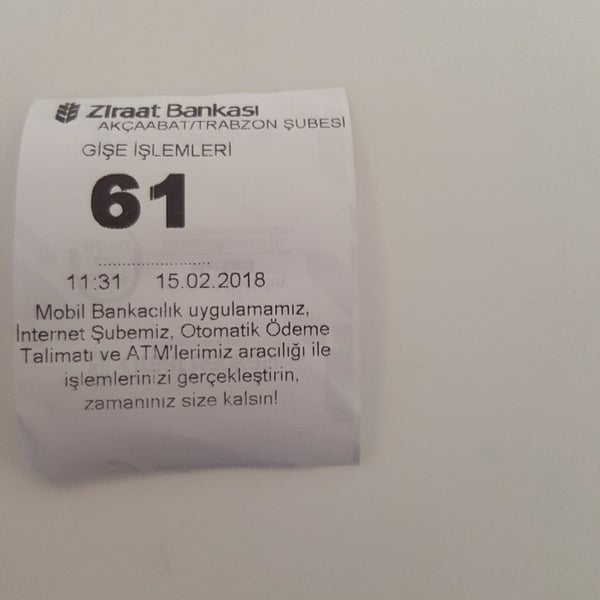 Ziraat Bankası
AKÇAABAT/TRABZON ŞUBESİ
GİŞE İŞLEMLERİ
61
11:31 15.02.2018
Mobil Bankacılık uygulamamız,
İnternet Şubemiz, Otomatik Ödeme
Talimatı ve ATM'lerimiz aracılığı ile
işlemlerinizi gerçekleştirin,
zamanınız size kalsın!